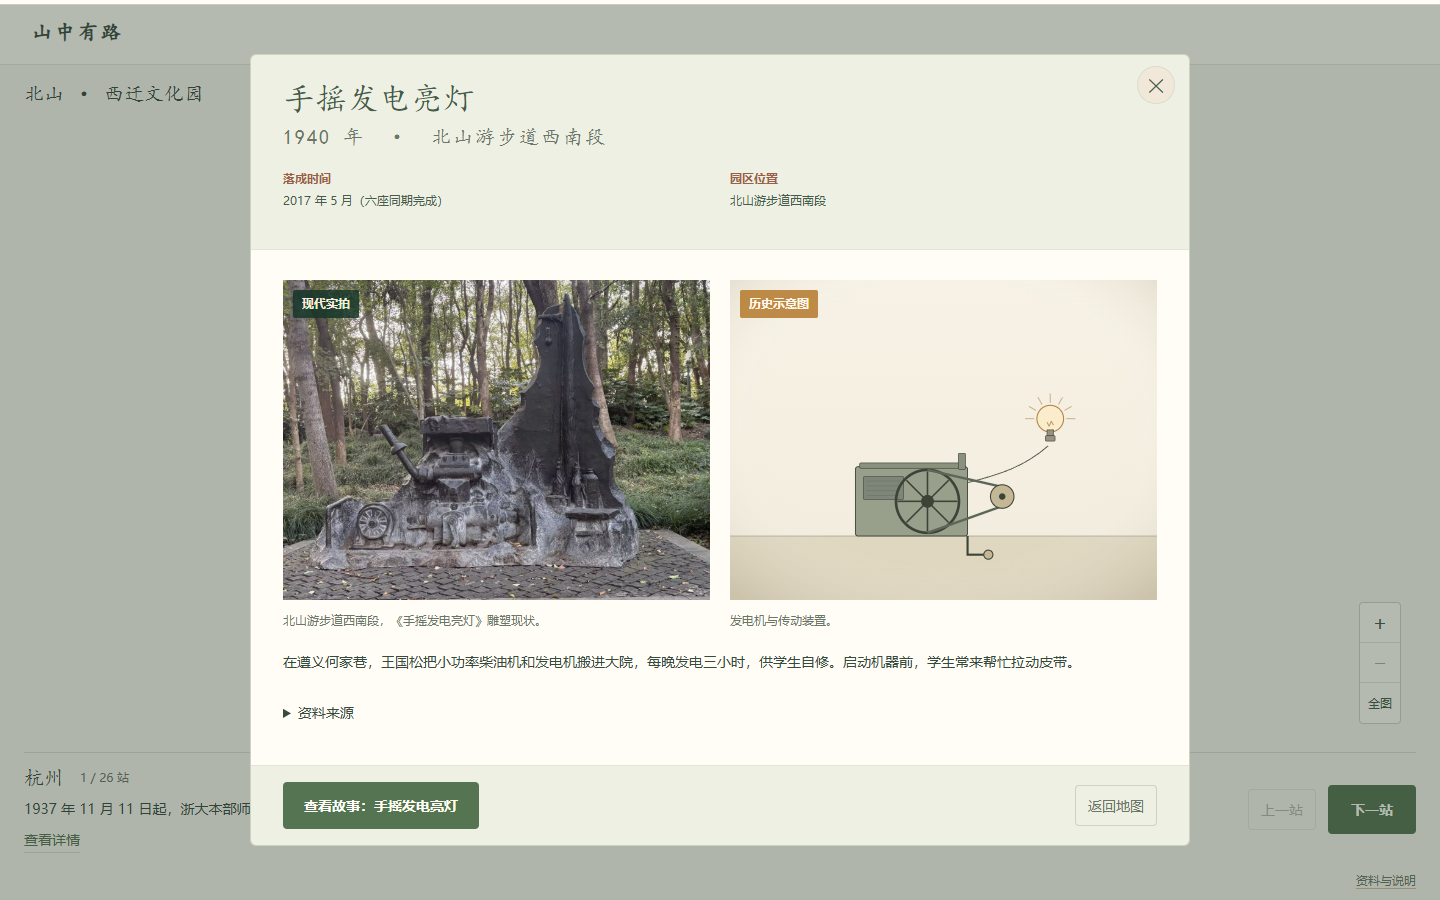 山中有路
北山 • 西迁文化园
手摇发电亮灯
1940 年 • 北山游步道西南段
落成时间
2017 年 5 月（六座同期完成）
园区位置
北山游步道西南段
现代实拍
历史示意图
北山游步道西南段，《手摇发电亮灯》雕塑现状。
发电机与传动装置。
在遵义何家巷，王国松把小功率柴油机和发电机搬进大院，每晚发电三小时，供学生自修。启动机器前，学生常来帮忙拉动皮带。
▶ 资料来源
查看故事：手摇发电亮灯
返回地图
+
−
全图
杭州 1 / 26 站
1937 年 11 月 11 日起，浙大本部师
查看详情
上一站
下一站
资料与说明